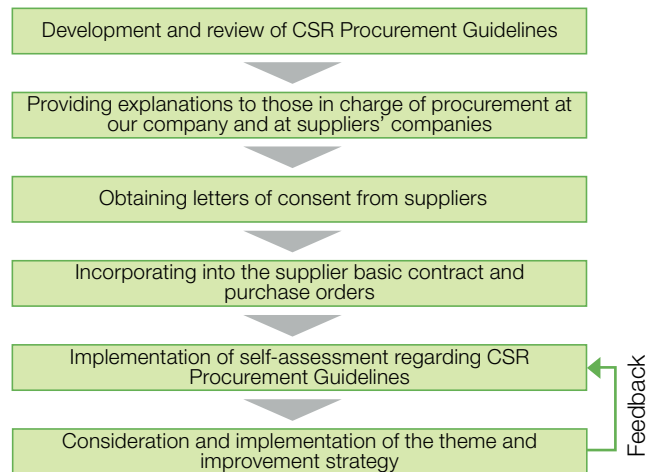 Development and review of CSR Procurement Guidelines
Providing explanations to those in charge of procurement at
our company and at suppliers’ companies
Obtaining letters of consent from suppliers
Incorporating into the supplier basic contract and
purchase orders
Implementation of self-assessment regarding CSR
Procurement Guidelines
Consideration and implementation of the theme and
improvement strategy
Feedback